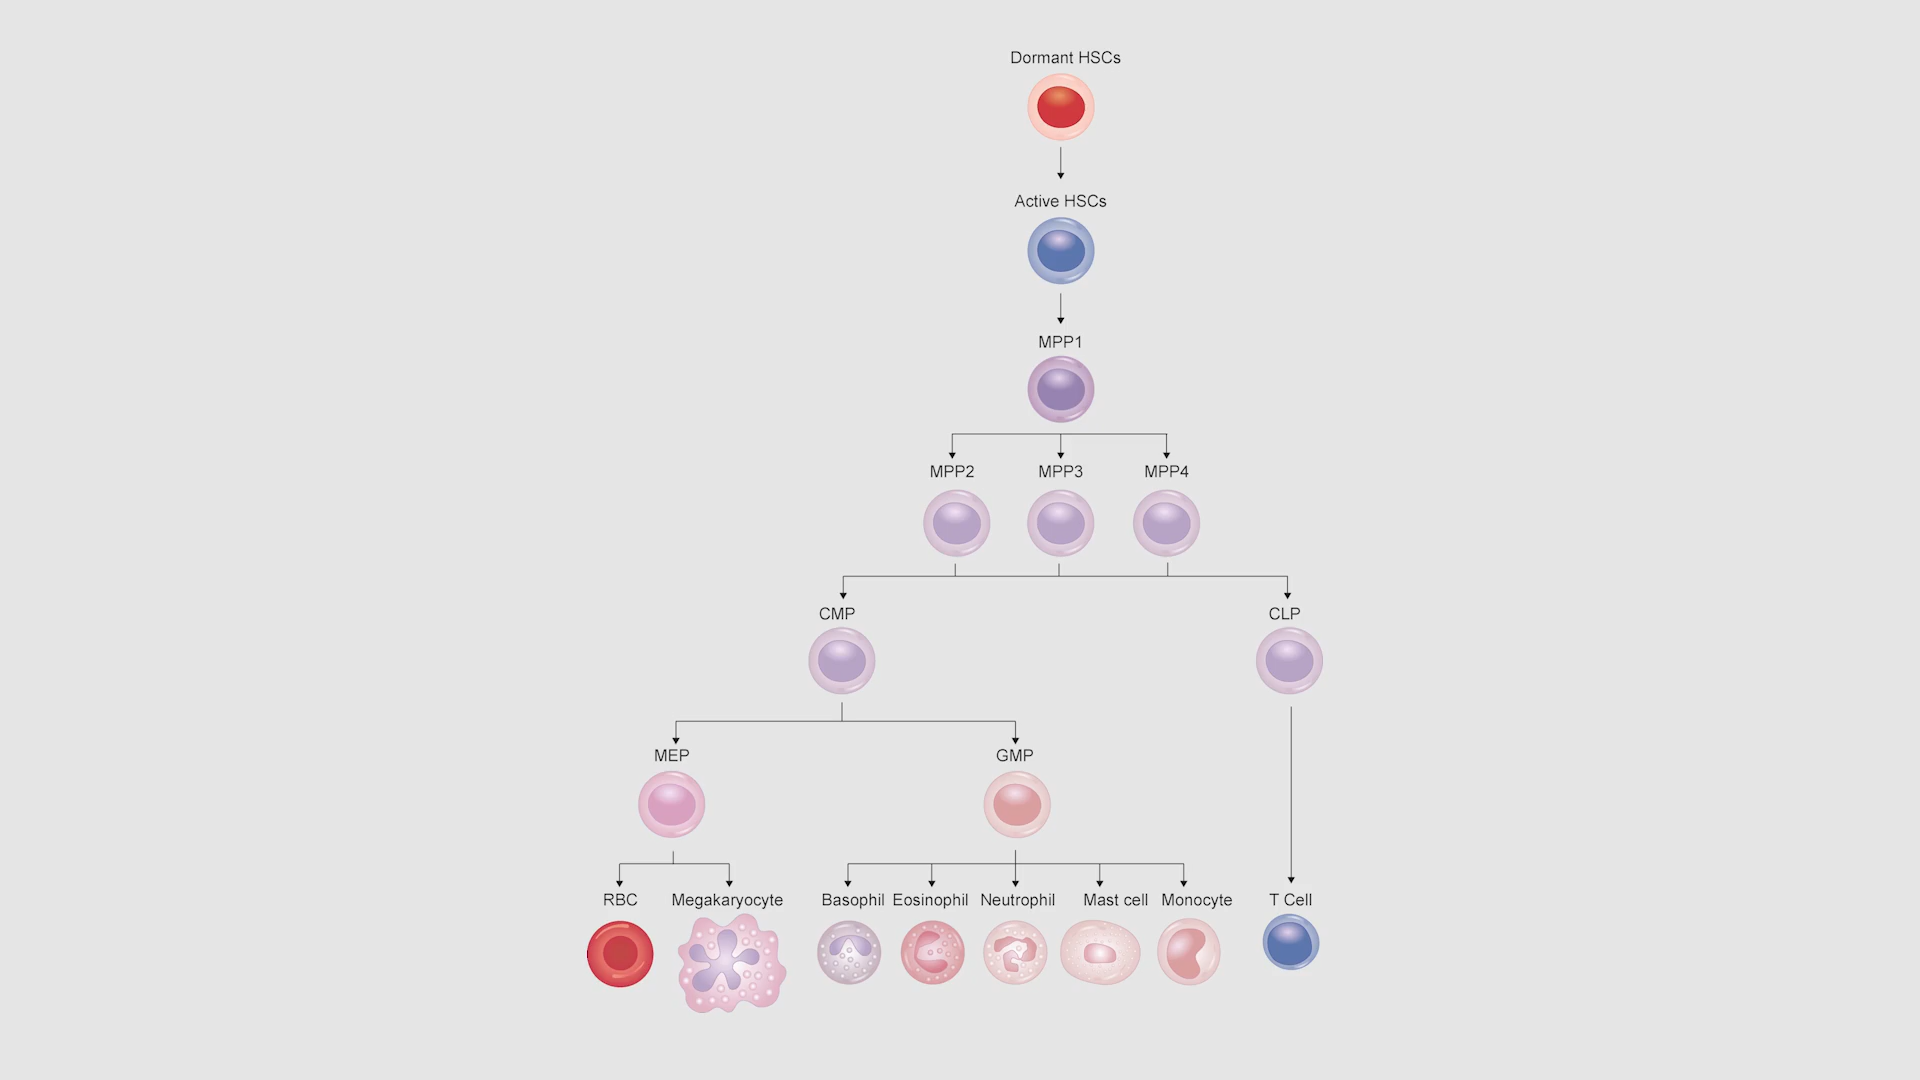 Dormant HSCs
Active HSCs
MPP1
MPP2 MPP3 MPP4
CMP CLP
MEP GMP
RBC Megakaryocyte Basophil Eosinophil Neutrophil Mast cell Monocyte T Cell